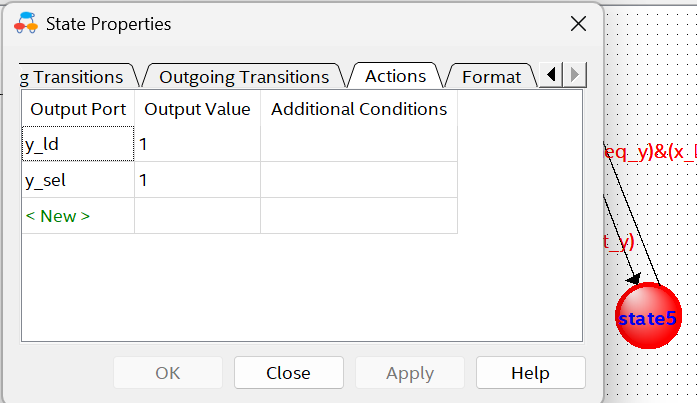 State Properties
g Transitions Outgoing Transitions Actions Format
Output Port Output Value Additional Conditions
y_ld 1
y_sel 1
< New >
OK Close Apply Help
eq_y)&(x_
t_y)
state5